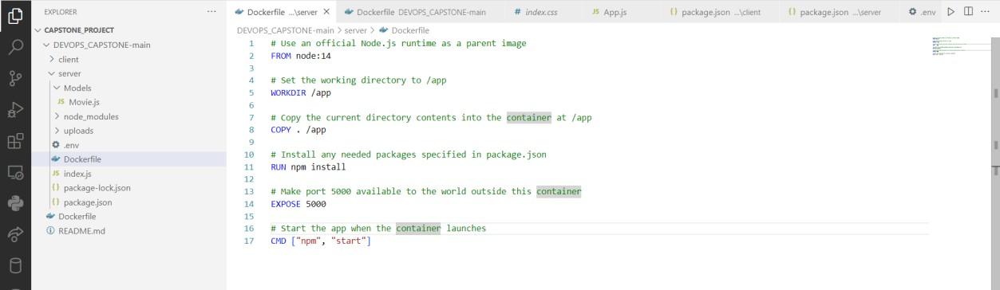 EXPLORER
···
Dockerfile ...\server
Dockerfile DEVOPS_CAPSTONE-main
# index.css
JS App.js
{} package.json ...\client
{} package.json ...\server
.env
···
CAPSTONE_PROJECT
DEVOPS_CAPSTONE-main
client
server
Models
JS Movie.js
node_modules
uploads
.env
Dockerfile
JS index.js
{} package-lock.json
{} package.json
Dockerfile
README.md
DEVOPS_CAPSTONE-main > server > Dockerfile
1 # Use an official Node.js runtime as a parent image
2 FROM node:14
3
4 # Set the working directory to /app
5 WORKDIR /app
6
7 # Copy the current directory contents into the container at /app
8 COPY . /app
9
10 # Install any needed packages specified in package.json
11 RUN npm install
12
13 # Make port 5000 available to the world outside this container
14 EXPOSE 5000
15
16 # Start the app when the container launches
17 CMD ["npm", "start"]